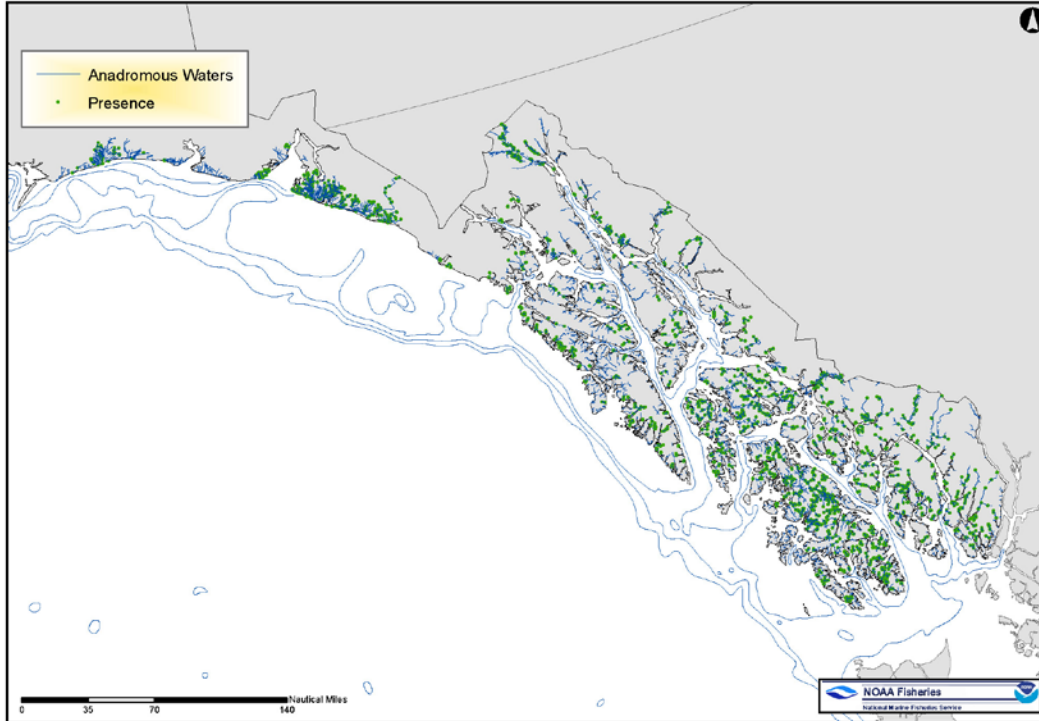 Anadromous Waters
Presence
Nautical Miles
0 35 70 140
NOAA Fisheries
National Marine Fisheries Service